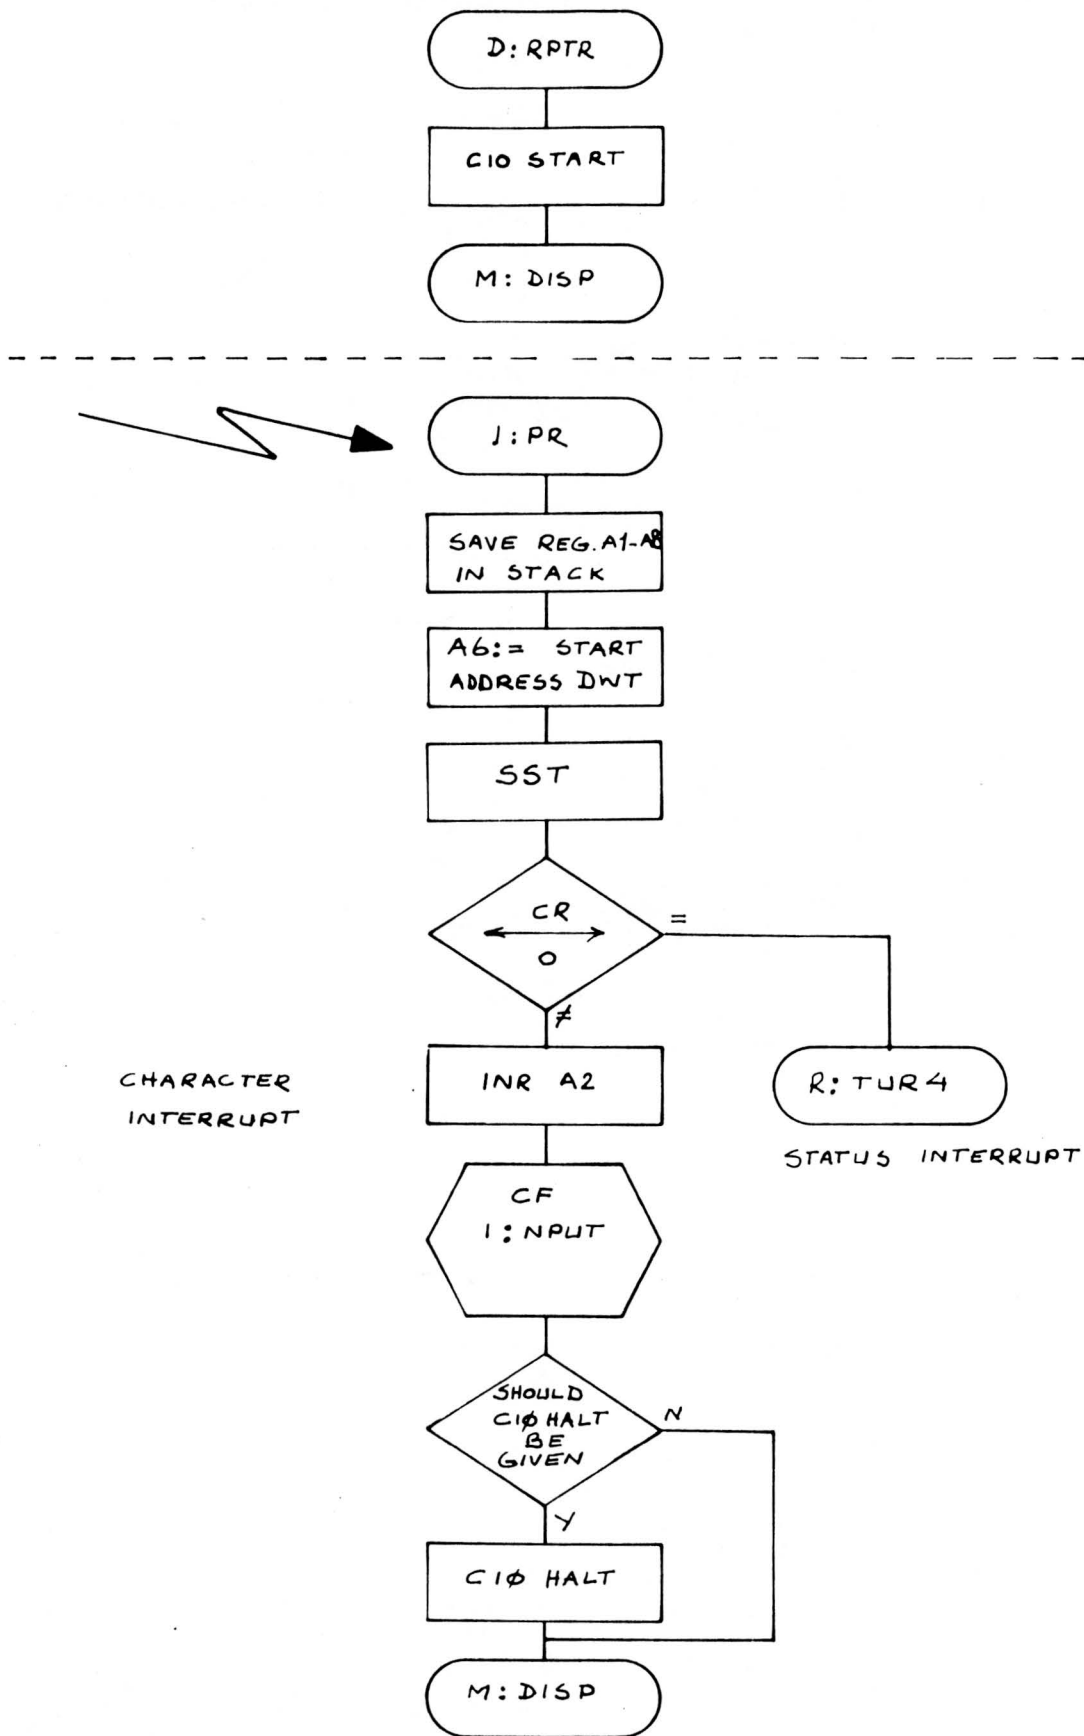 D:RPTR
CIO START
M:DISP
I:PR
SAVE REG.A1-A8
IN STACK
A6:= START
ADDRESS DWT
SST
CR
=
O
≠
CHARACTER
INTERRUPT
INR A2
R:TUR4
STATUS INTERRUPT
CF
I:NPUT
SHOULD
CIØ HALT
BE
GIVEN
N
Y
CIØ HALT
M:DISP